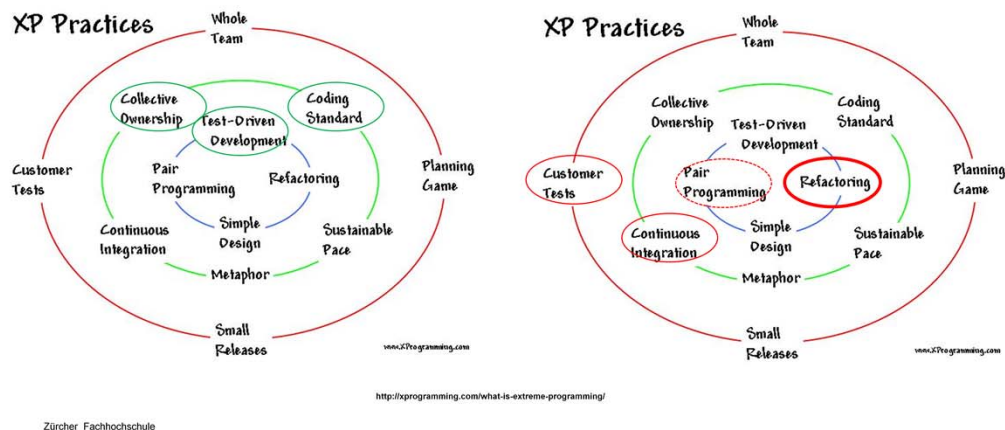 XP Practices
Whole
Team
Collective
Ownership
Coding
Standard
Test-Driven
Development
Customer
Tests
Pair
Programming
Refactoring
Planning
Game
Continuous
Integration
Simple
Design
Sustainable
Pace
Metaphor
Small
Releases
www.XProgramming.com
XP Practices
Whole
Team
Collective
Ownership
Coding
Standard
Test-Driven
Development
Customer
Tests
Pair
Programming
Refactoring
Planning
Game
Continuous
Integration
Simple
Design
Sustainable
Pace
Metaphor
Small
Releases
www.XProgramming.com
http://xprogramming.com/what-is-extreme-programming/
Zürcher Fachhochschule